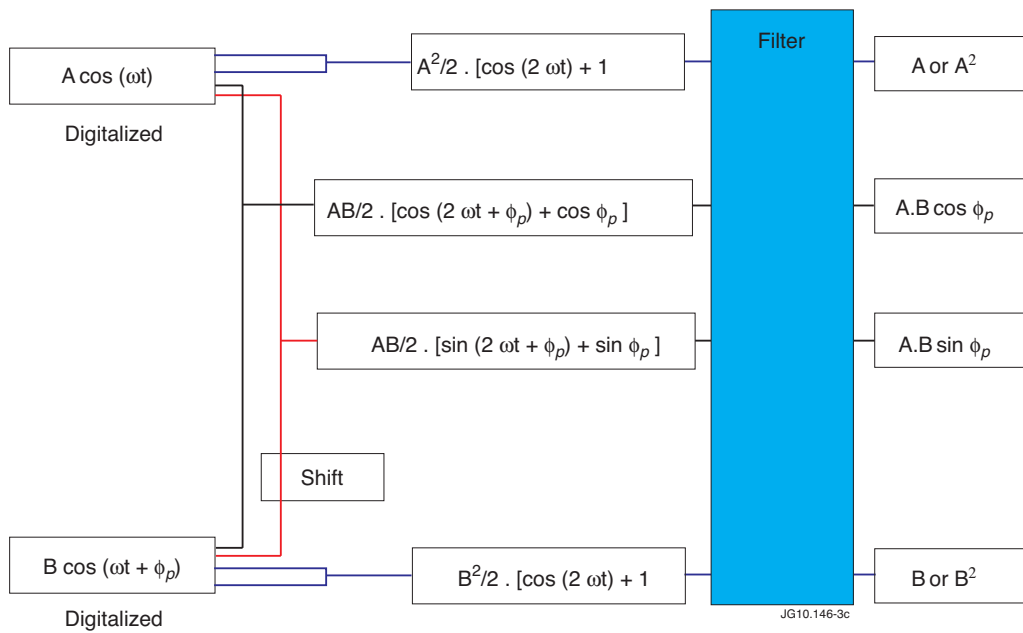 A cos (ωt)
Digitalized
A²/2 . [cos (2 ωt) + 1
Filter
A or A²
AB/2 . [cos (2 ωt + ϕp) + cos ϕp ]
A.B cos ϕp
AB/2 . [sin (2 ωt + ϕp) + sin ϕp ]
A.B sin ϕp
Shift
B cos (ωt + ϕp)
Digitalized
B²/2 . [cos (2 ωt) + 1
B or B²
JG10.146-3c